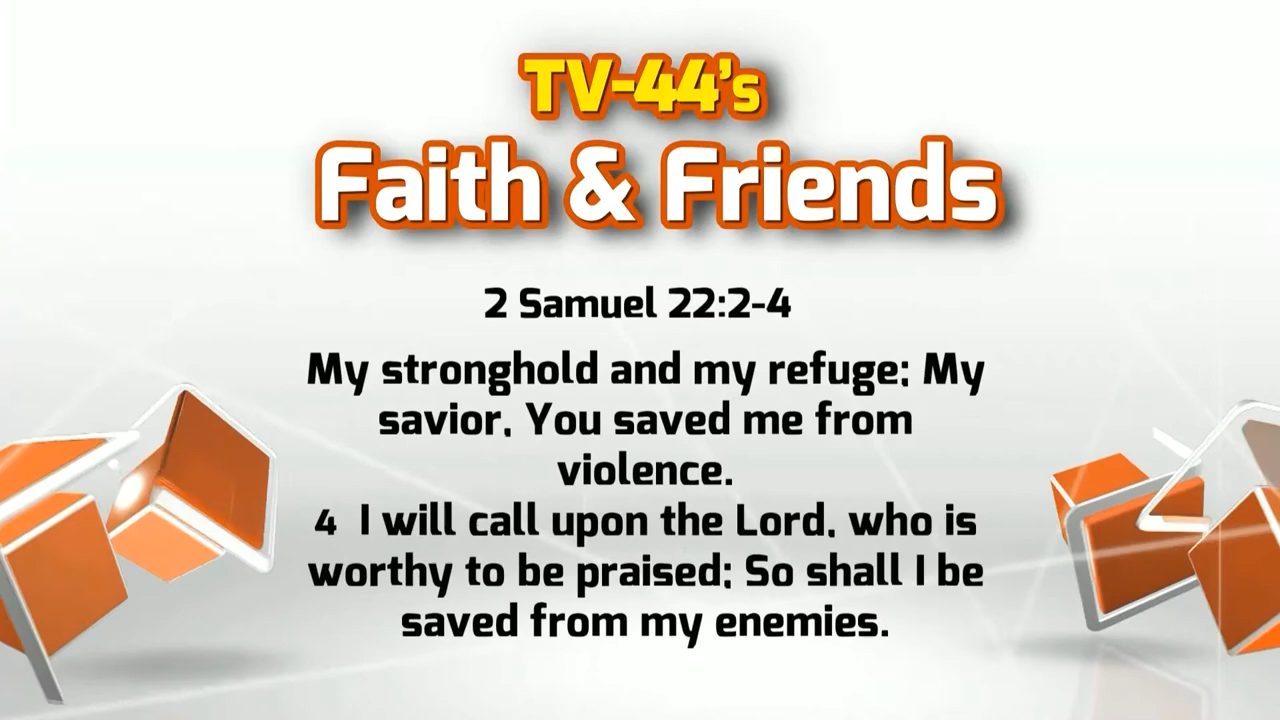 TV-44's
Faith & Friends
2 Samuel 22:2-4
My stronghold and my refuge; My
savior, You saved me from
violence.
4 I will call upon the Lord, who is
worthy to be praised; So shall I be
saved from my enemies.